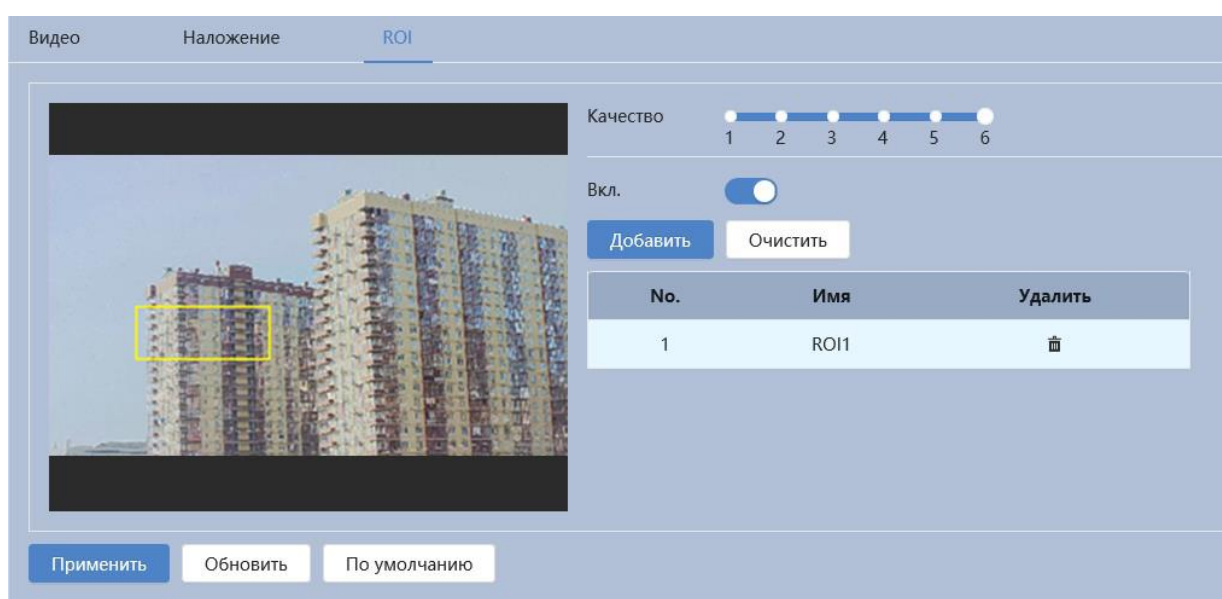 Видео Наложение ROI
Качество
1 2 3 4 5 6
Вкл.
Добавить Очистить
No. Имя Удалить
1 ROI1
Применить Обновить По умолчанию